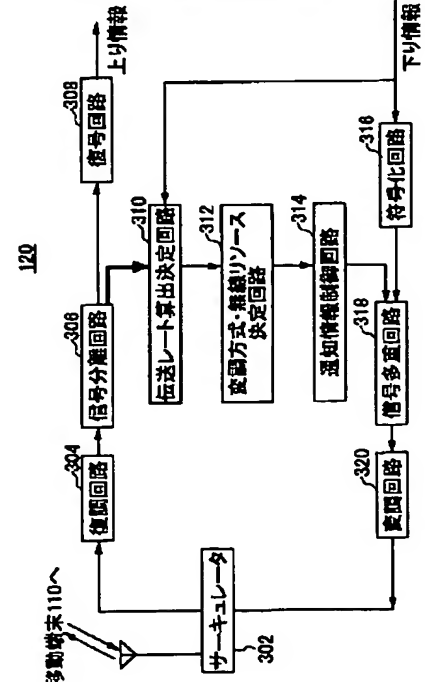 120
移動端末110へ
サーキュレータ
302
復調回路
304
信号分離回路
306
復号回路
308
上り情報
伝送レート算出決定回路
310
変調方式・無線リソース
決定回路
312
通知情報制御回路
314
下り情報
符号化回路
316
信号多重回路
318
変調回路
320